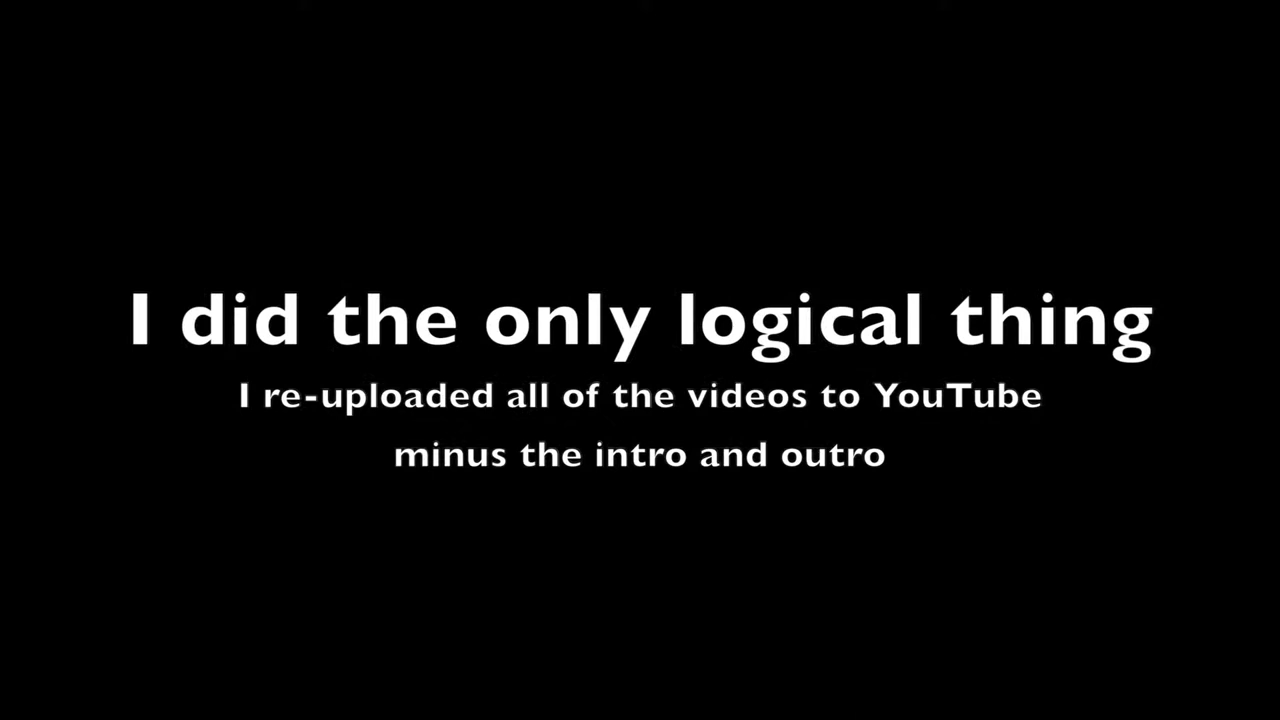 I did the only logical thing
I re-uploaded all of the videos to YouTube
minus the intro and outro